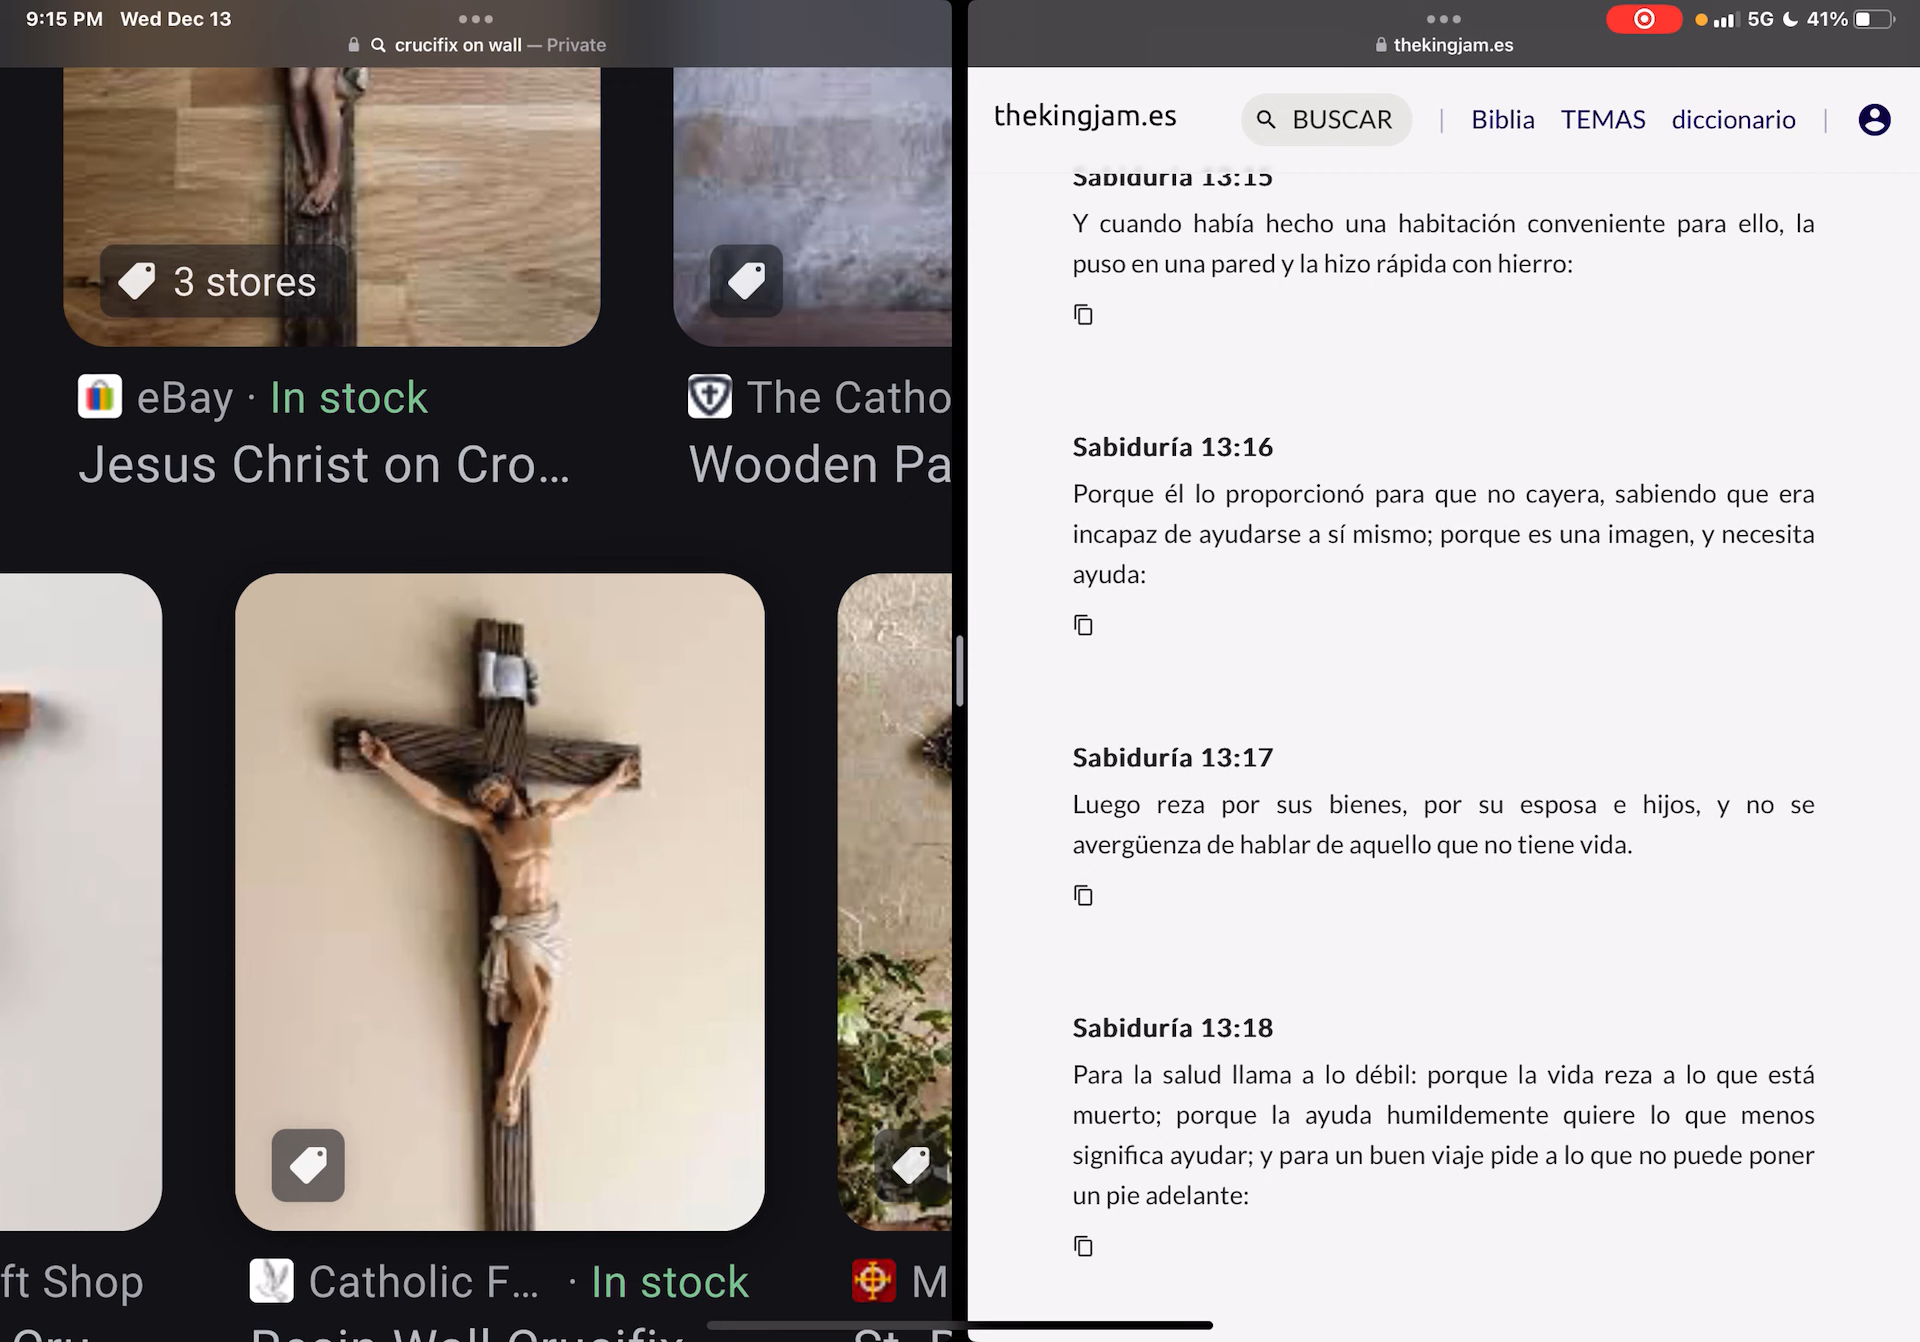 9:15 PM Wed Dec 13
crucifix on wall — Private
3 stores
eBay · In stock
Jesus Christ on Cro...
The Catho
Wooden Pa
ft Shop
Catholic F... · In stock
M
thekingjam.es
5G 41%
thekingjam.es
BUSCAR
| Biblia TEMAS diccionario |
Sabiduría 13:15
Y cuando había hecho una habitación conveniente para ello, la
puso en una pared y la hizo rápida con hierro:
Sabiduría 13:16
Porque él lo proporcionó para que no cayera, sabiendo que era
incapaz de ayudarse a sí mismo; porque es una imagen, y necesita
ayuda:
Sabiduría 13:17
Luego reza por sus bienes, por su esposa e hijos, y no se
avergüenza de hablar de aquello que no tiene vida.
Sabiduría 13:18
Para la salud llama a lo débil: porque la vida reza a lo que está
muerto; porque la ayuda humildemente quiere lo que menos
significa ayudar; y para un buen viaje pide a lo que no puede poner
un pie adelante: